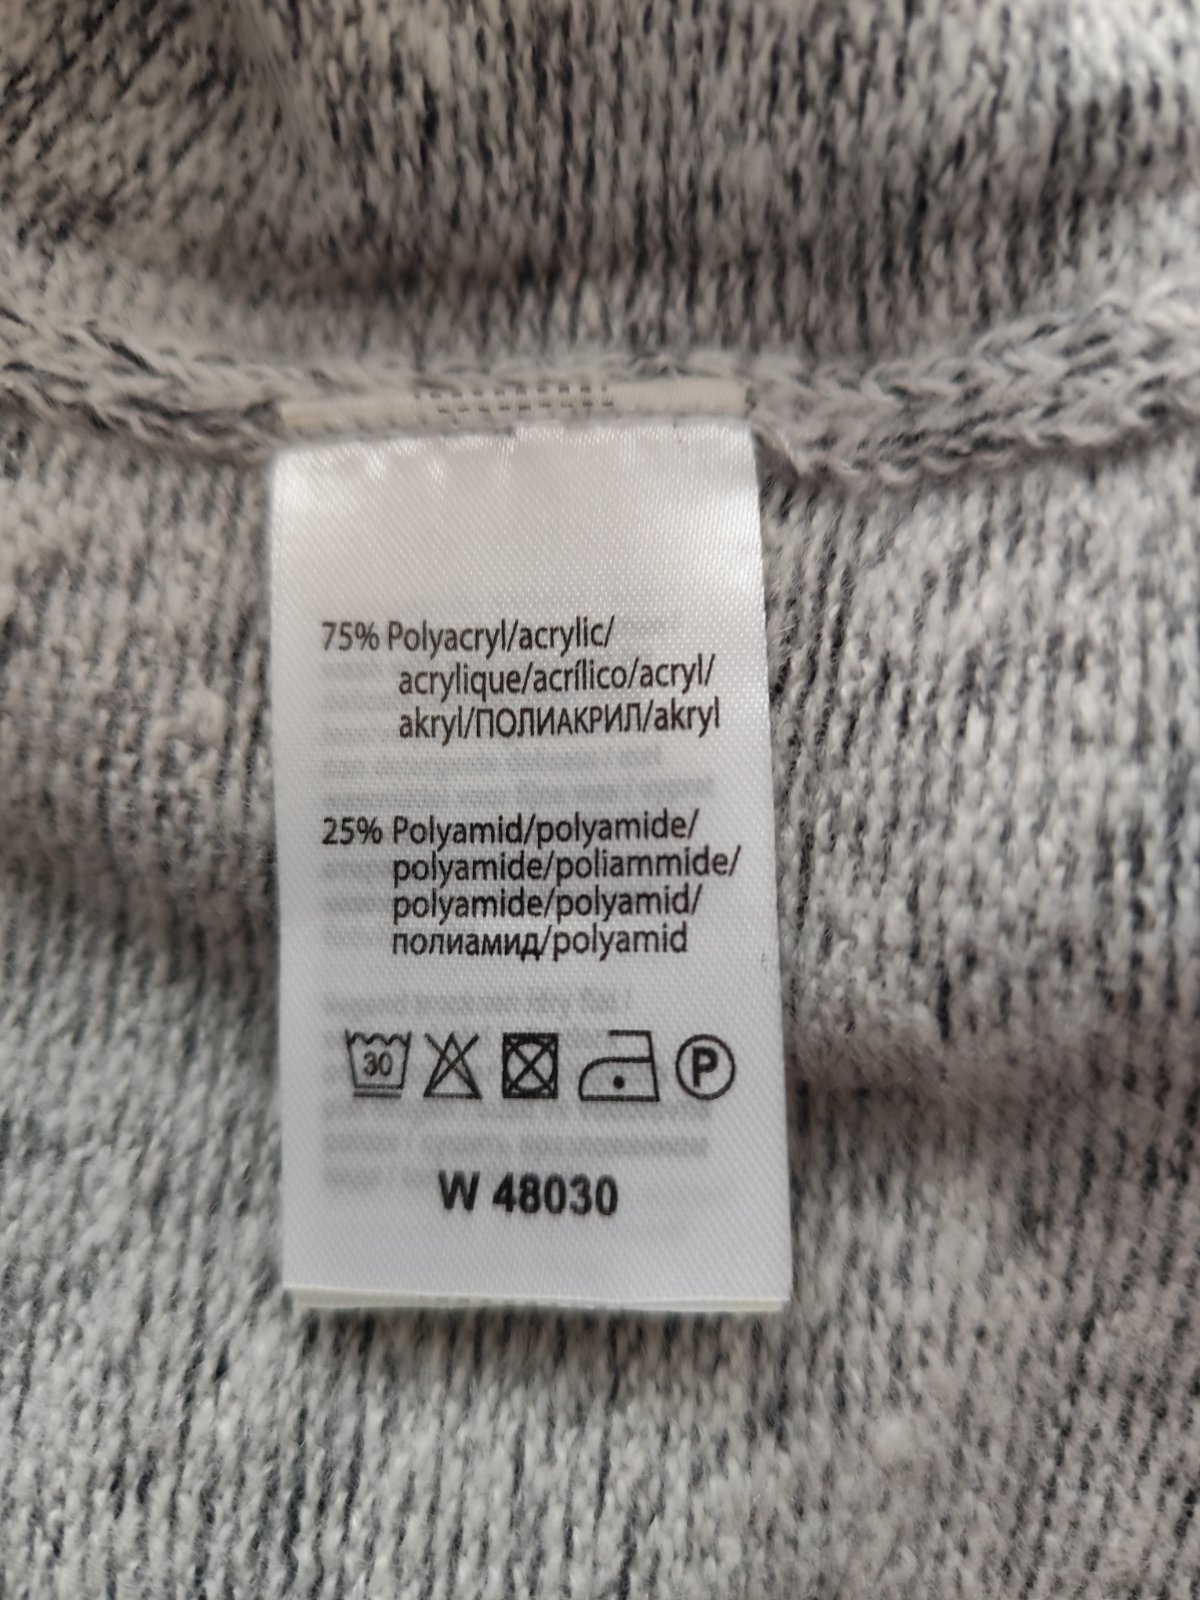 75% Polyacryl/acrylic/
acrylique/acrílico/acryl/
akryl/ПОЛИАКРИЛ/akryl
25% Polyamid/polyamide/
polyamide/poliammide/
polyamide/polyamid/
полиамид/polyamid
30
P
W 48030